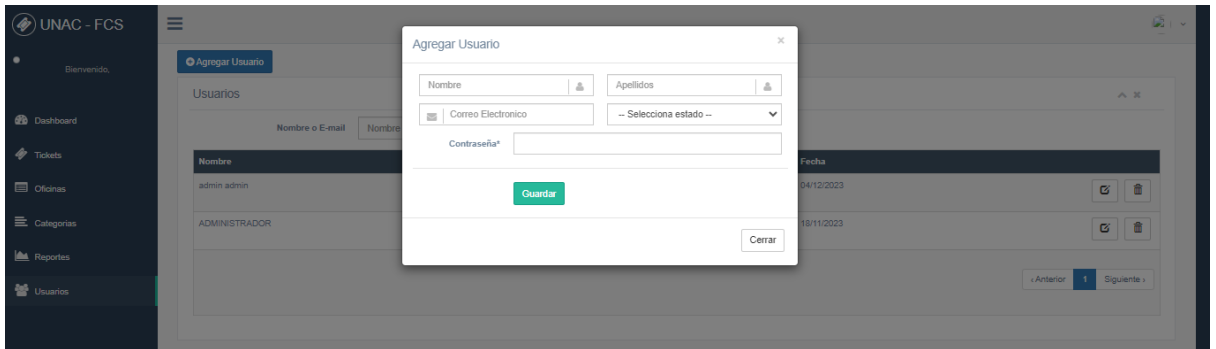 UNAC - FCS
Bienvenido,
Dashboard
Tickets
Oficinas
Categorias
Reportes
Usuarios
Agregar Usuario
Usuarios
Nombre o E-mail Nombre
Nombre Fecha
admin admin 04/12/2023
ADMINISTRADOR 18/11/2023
‹ Anterior 1 Siguiente ›
Agregar Usuario ×
Nombre Apellidos
Correo Electronico -- Selecciona estado --
Contraseña*
Guardar
Cerrar